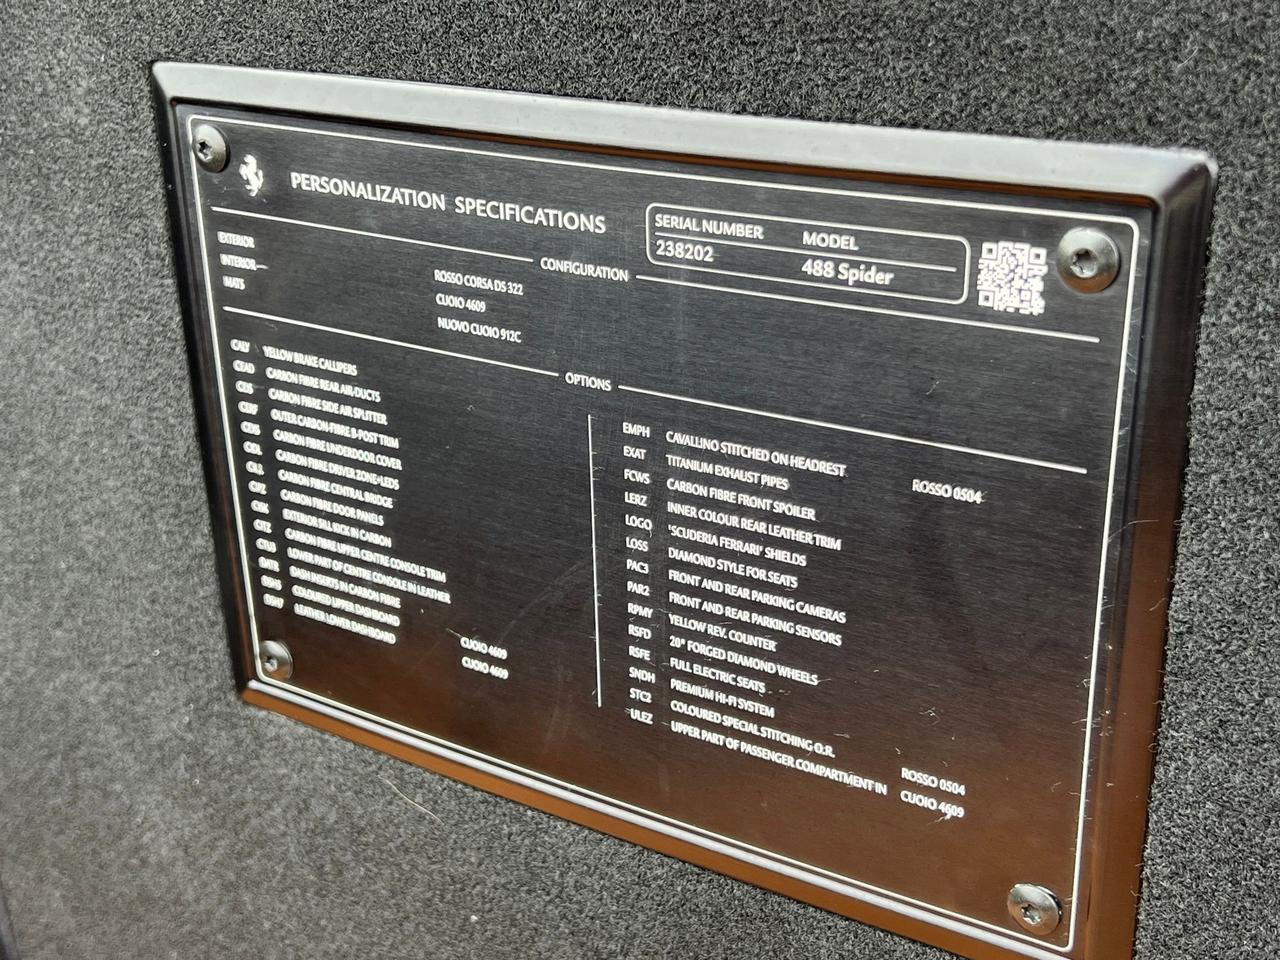 PERSONALIZATION SPECIFICATIONS
SERIAL NUMBER MODEL
238202 488 Spider
CONFIGURATION
EXTERIOR ROSSO CORSA DS 322
INTERIOR CUOIO 4609
MATS NUOVO CUOIO 912C
OPTIONS
CALY YELLOW BRAKE CALLIPERS
CEAD CARBON FIBRE REAR AIR-DUCTS
CARBON FIBRE SIDE AIR SPLITTER
CERF OUTER CARBON-FIBRE B-POST TRIM
CARBON FIBRE UNDERDOOR COVER
CARBON FIBRE DRIVER ZONE+LEDS
CARBON FIBRE CENTRAL BRIDGE
CARBON FIBRE DOOR PANELS
EXTERIOR SILL KICK IN CARBON
CARBON FIBRE UPPER CENTRE CONSOLE TRIM
LOWER PART OF CENTRE CONSOLE IN LEATHER
DASH INSERTS IN CARBON FIBRE
COLOURED UPPER DASHBOARD CUOIO 4609
LEATHER LOWER DASHBOARD CUOIO 4609
EMPH CAVALLINO STITCHED ON HEADREST ROSSO 0504
EXAT TITANIUM EXHAUST PIPES
FCWS CARBON FIBRE FRONT SPOILER
LERZ INNER COLOUR REAR LEATHER TRIM
LOGO 'SCUDERIA FERRARI' SHIELDS
LOSS DIAMOND STYLE FOR SEATS
PAC3 FRONT AND REAR PARKING CAMERAS
PAR2 FRONT AND REAR PARKING SENSORS
RPMY YELLOW REV. COUNTER
RSFD 20" FORGED DIAMOND WHEELS
RSFE FULL ELECTRIC SEATS
SNDH PREMIUM HI-FI SYSTEM
STC2 COLOURED SPECIAL STITCHING O.R. ROSSO 0504
ULEZ UPPER PART OF PASSENGER COMPARTMENT IN CUOIO 4609